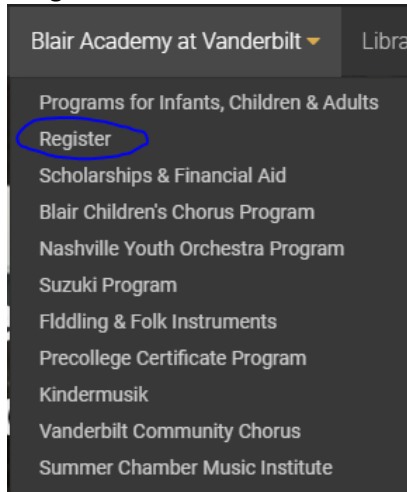 Blair Academy at Vanderbilt Libra
Programs for Infants, Children & Adults
Register
Scholarships & Financial Aid
Blair Children's Chorus Program
Nashville Youth Orchestra Program
Suzuki Program
Flddling & Folk Instruments
Precollege Certificate Program
Kindermusik
Vanderbilt Community Chorus
Summer Chamber Music Institute